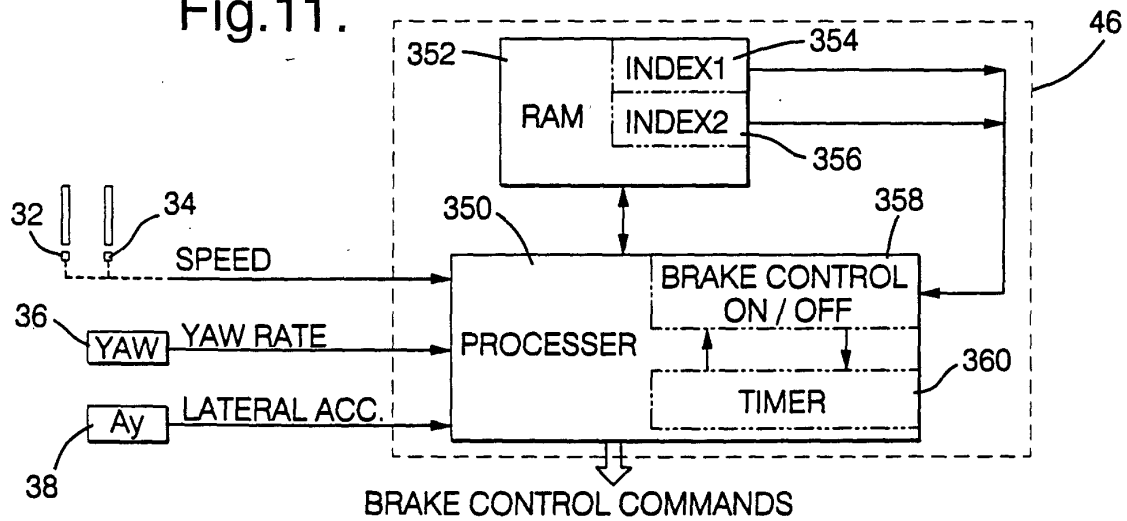 Fig.11.
46
352
354
INDEX1
RAM
INDEX2
356
32
34
350
358
SPEED
BRAKE CONTROL
ON / OFF
36
YAW
YAW RATE
PROCESSER
360
TIMER
Ay
LATERAL ACC.
38
BRAKE CONTROL COMMANDS